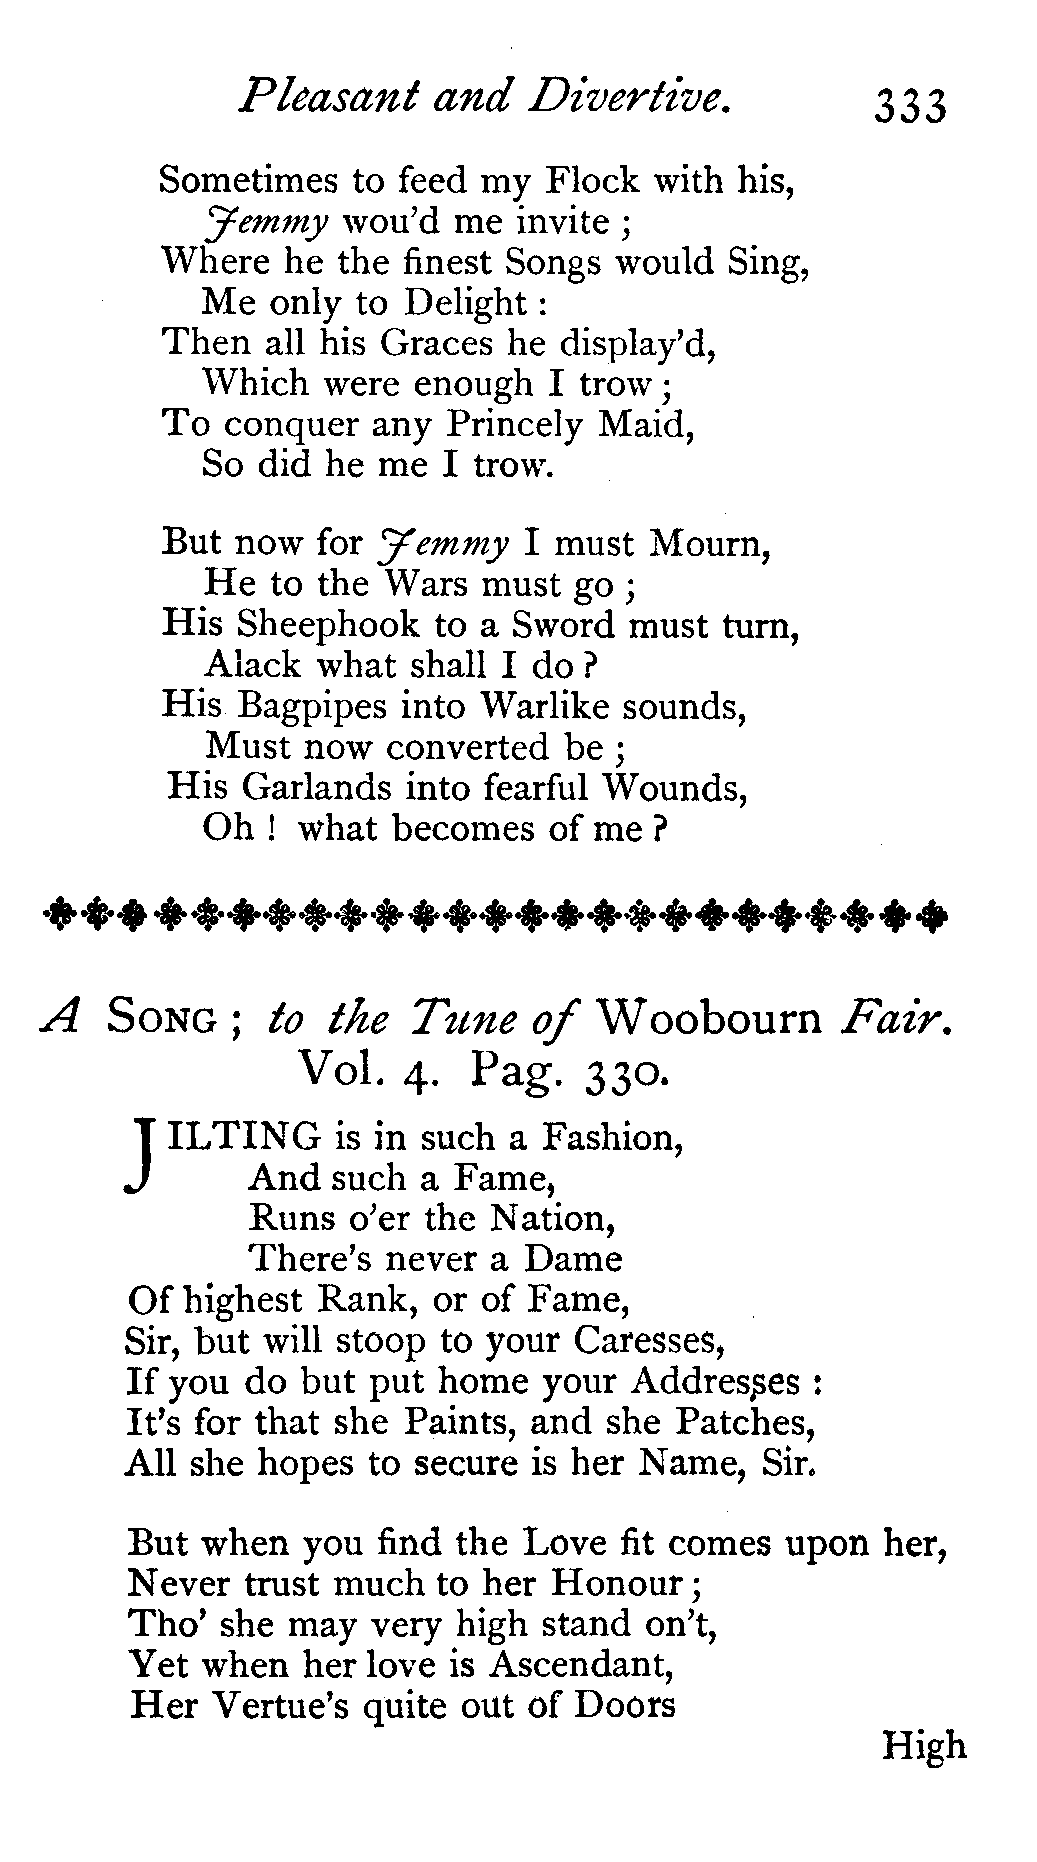 Pleasant and Divertive. 333
Sometimes to feed my Flock with his,
Jemmy wou'd me invite ;
Where he the finest Songs would Sing,
Me only to Delight :
Then all his Graces he display'd,
Which were enough I trow ;
To conquer any Princely Maid,
So did he me I trow.
But now for Jemmy I must Mourn,
He to the Wars must go ;
His Sheephook to a Sword must turn,
Alack what shall I do ?
His Bagpipes into Warlike sounds,
Must now converted be ;
His Garlands into fearful Wounds,
Oh ! what becomes of me ?
A SONG ; to the Tune of Woobourn Fair.
Vol. 4. Pag. 330.
JILTING is in such a Fashion,
And such a Fame,
Runs o'er the Nation,
There's never a Dame
Of highest Rank, or of Fame,
Sir, but will stoop to your Caresses,
If you do but put home your Addresses :
It's for that she Paints, and she Patches,
All she hopes to secure is her Name, Sir.
But when you find the Love fit comes upon her,
Never trust much to her Honour ;
Tho' she may very high stand on't,
Yet when her love is Ascendant,
Her Vertue's quite out of Doors
High